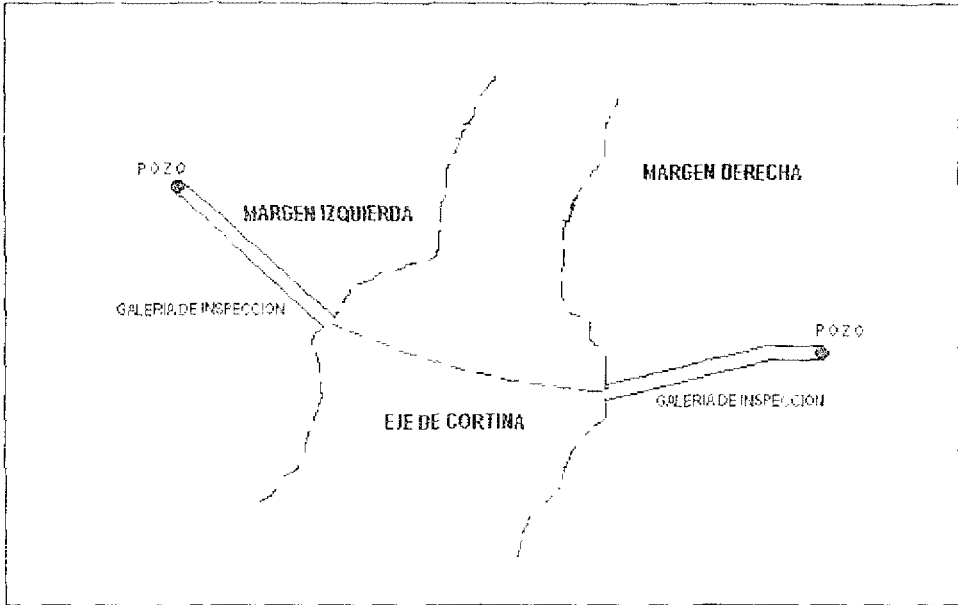 POZO
MARGEN DERECHA
MARGEN IZQUIERDA
GALERIA DE INSPECCION
POZO
GALERIA DE INSPECCION
EJE DE CORTINA